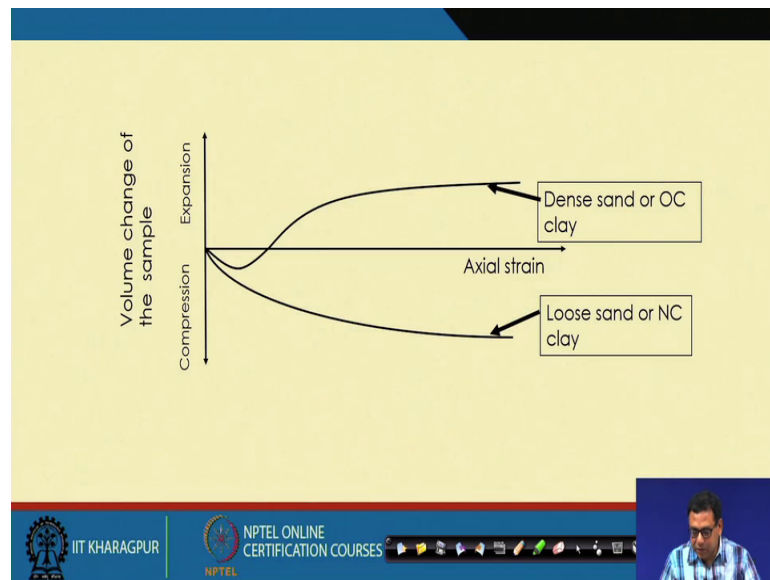 Volume change of
the sample
Expansion
Compression
Dense sand or OC
clay
Axial strain
Loose sand or NC
clay
IIT KHARAGPUR
NPTEL
NPTEL ONLINE
CERTIFICATION COURSES